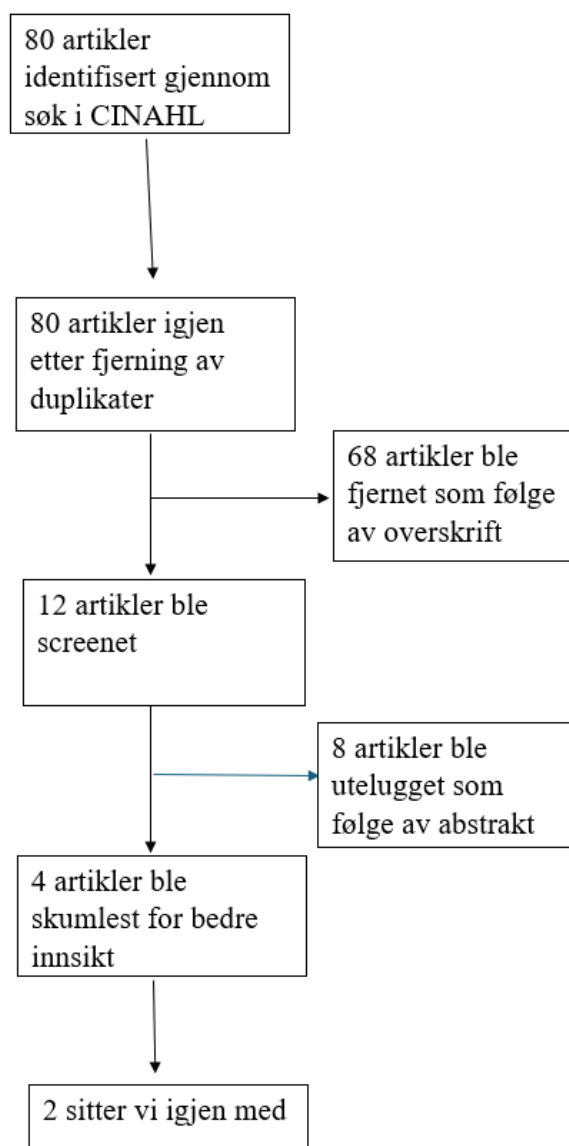 80 artikler
identifisert gjennom
søk i CINAHL
80 artikler igjen
etter fjerning av
duplikater
68 artikler ble
fjernet som følge
av overskrift
12 artikler ble
screenet
8 artikler ble
utelugget som
følge av abstrakt
4 artikler ble
skumlest for bedre
innsikt
2 sitter vi igjen med